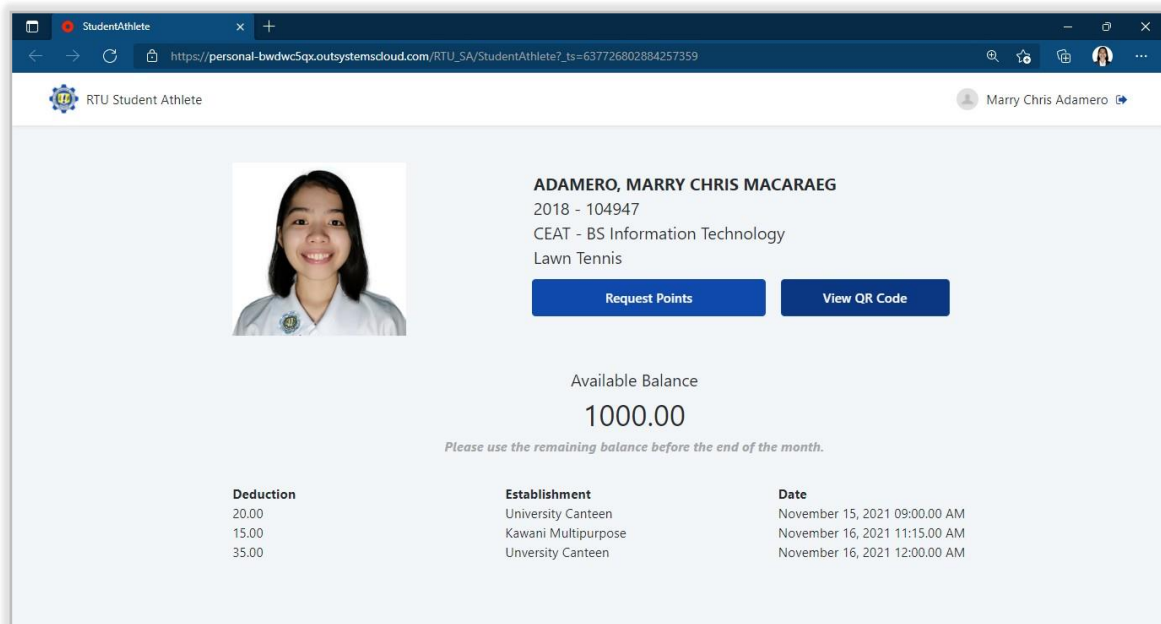 StudentAthlete
https://personal-bwdwc5qx.outsystemscloud.com/RTU_SA/StudentAthlete?_ts=637726802884257359
RTU Student Athlete
Marry Chris Adamero
ADAMERO, MARRY CHRIS MACARAEG
2018 - 104947
CEAT - BS Information Technology
Lawn Tennis
Request Points View QR Code
Available Balance
1000.00
Please use the remaining balance before the end of the month.
Deduction Establishment Date
20.00 University Canteen November 15, 2021 09:00.00 AM
15.00 Kawani Multipurpose November 16, 2021 11:15.00 AM
35.00 Unversity Canteen November 16, 2021 12:00.00 AM